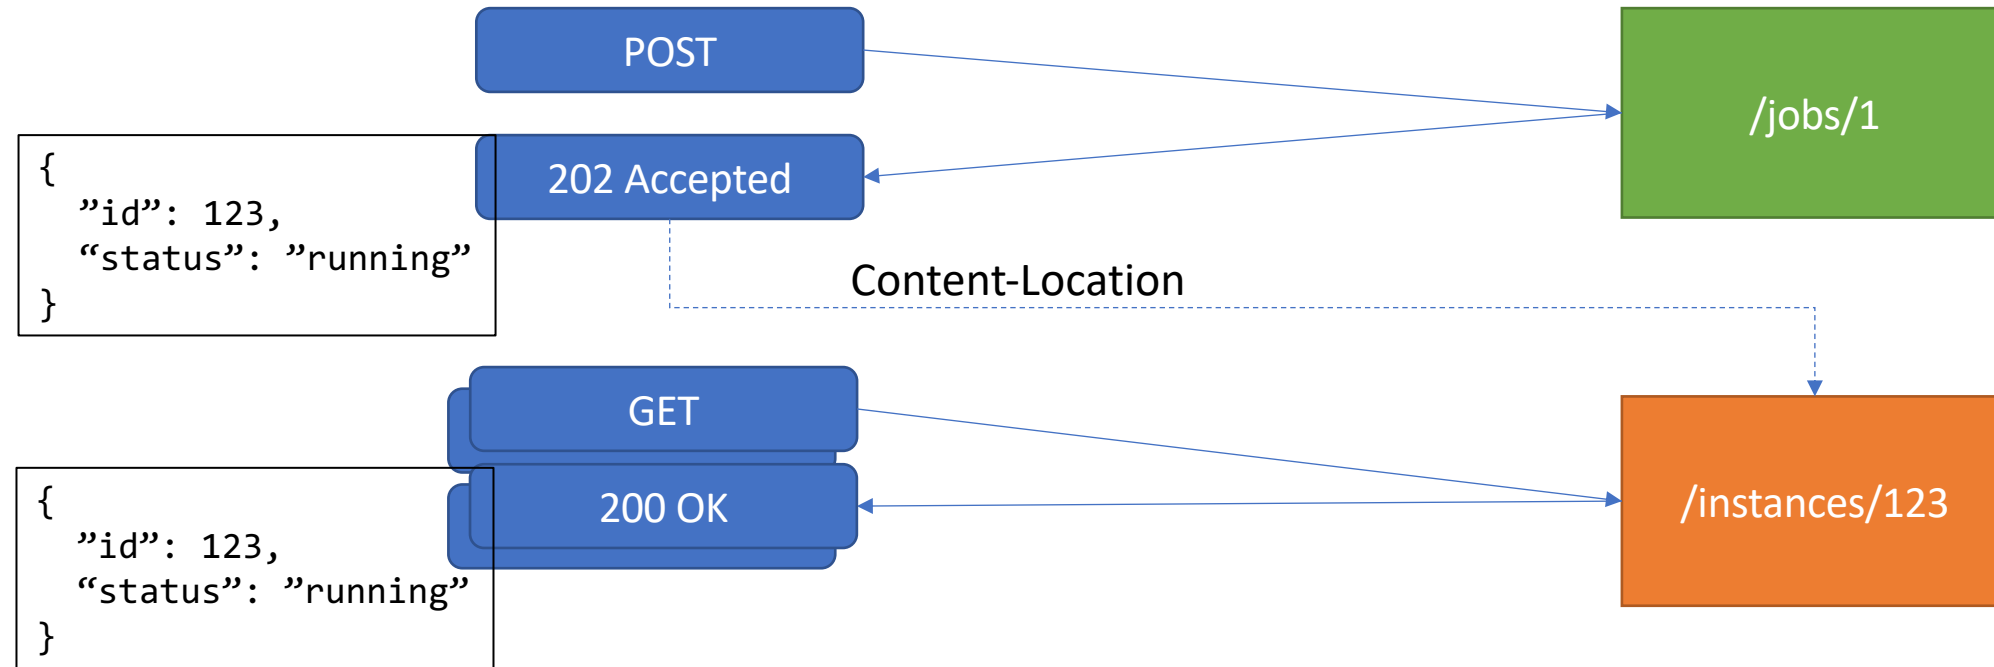 POST
/jobs/1
202 Accepted
{
”id”: 123,
“status”: ”running”
}
Content-Location
GET
200 OK
/instances/123
{
”id”: 123,
“status”: ”running”
}